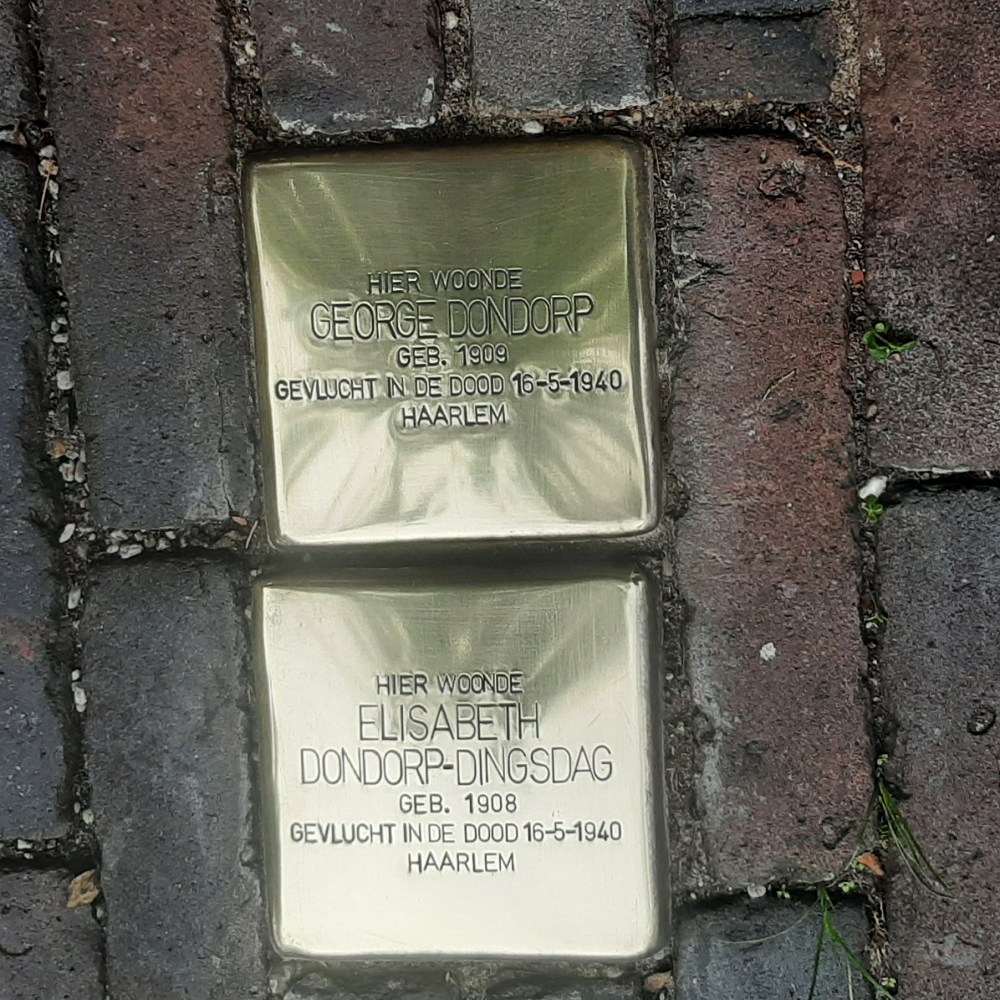 HIER WOONDE
GEORGE DONDORP
GEB. 1909
GEVLUCHT IN DE DOOD 16-5-1940
HAARLEM
HIER WOONDE
ELISABETH
DONDORP-DINGSDAG
GEB. 1908
GEVLUCHT IN DE DOOD 16-5-1940
HAARLEM